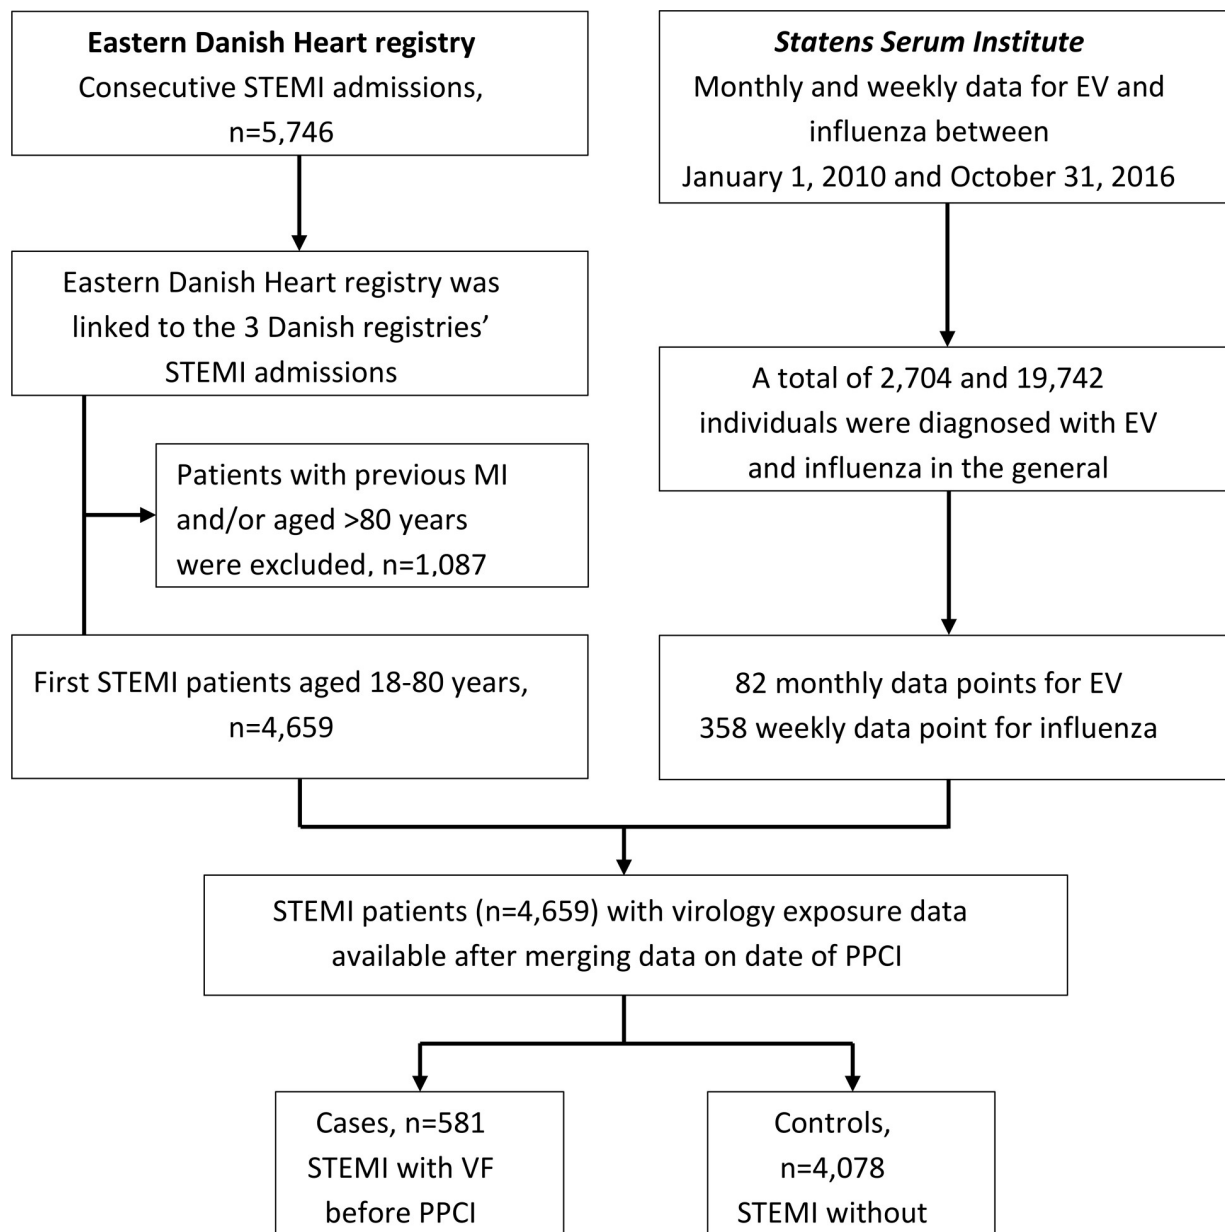 Eastern Danish Heart registry
Consecutive STEMI admissions,
n=5,746
Statens Serum Institute
Monthly and weekly data for EV and
influenza between
January 1, 2010 and October 31, 2016
Eastern Danish Heart registry was
linked to the 3 Danish registries’
STEMI admissions
A total of 2,704 and 19,742
individuals were diagnosed with EV
and influenza in the general
Patients with previous MI
and/or aged >80 years
were excluded, n=1,087
First STEMI patients aged 18-80 years,
n=4,659
82 monthly data points for EV
358 weekly data point for influenza
STEMI patients (n=4,659) with virology exposure data
available after merging data on date of PPCI
Cases, n=581
STEMI with VF
before PPCI
Controls,
n=4,078
STEMI without